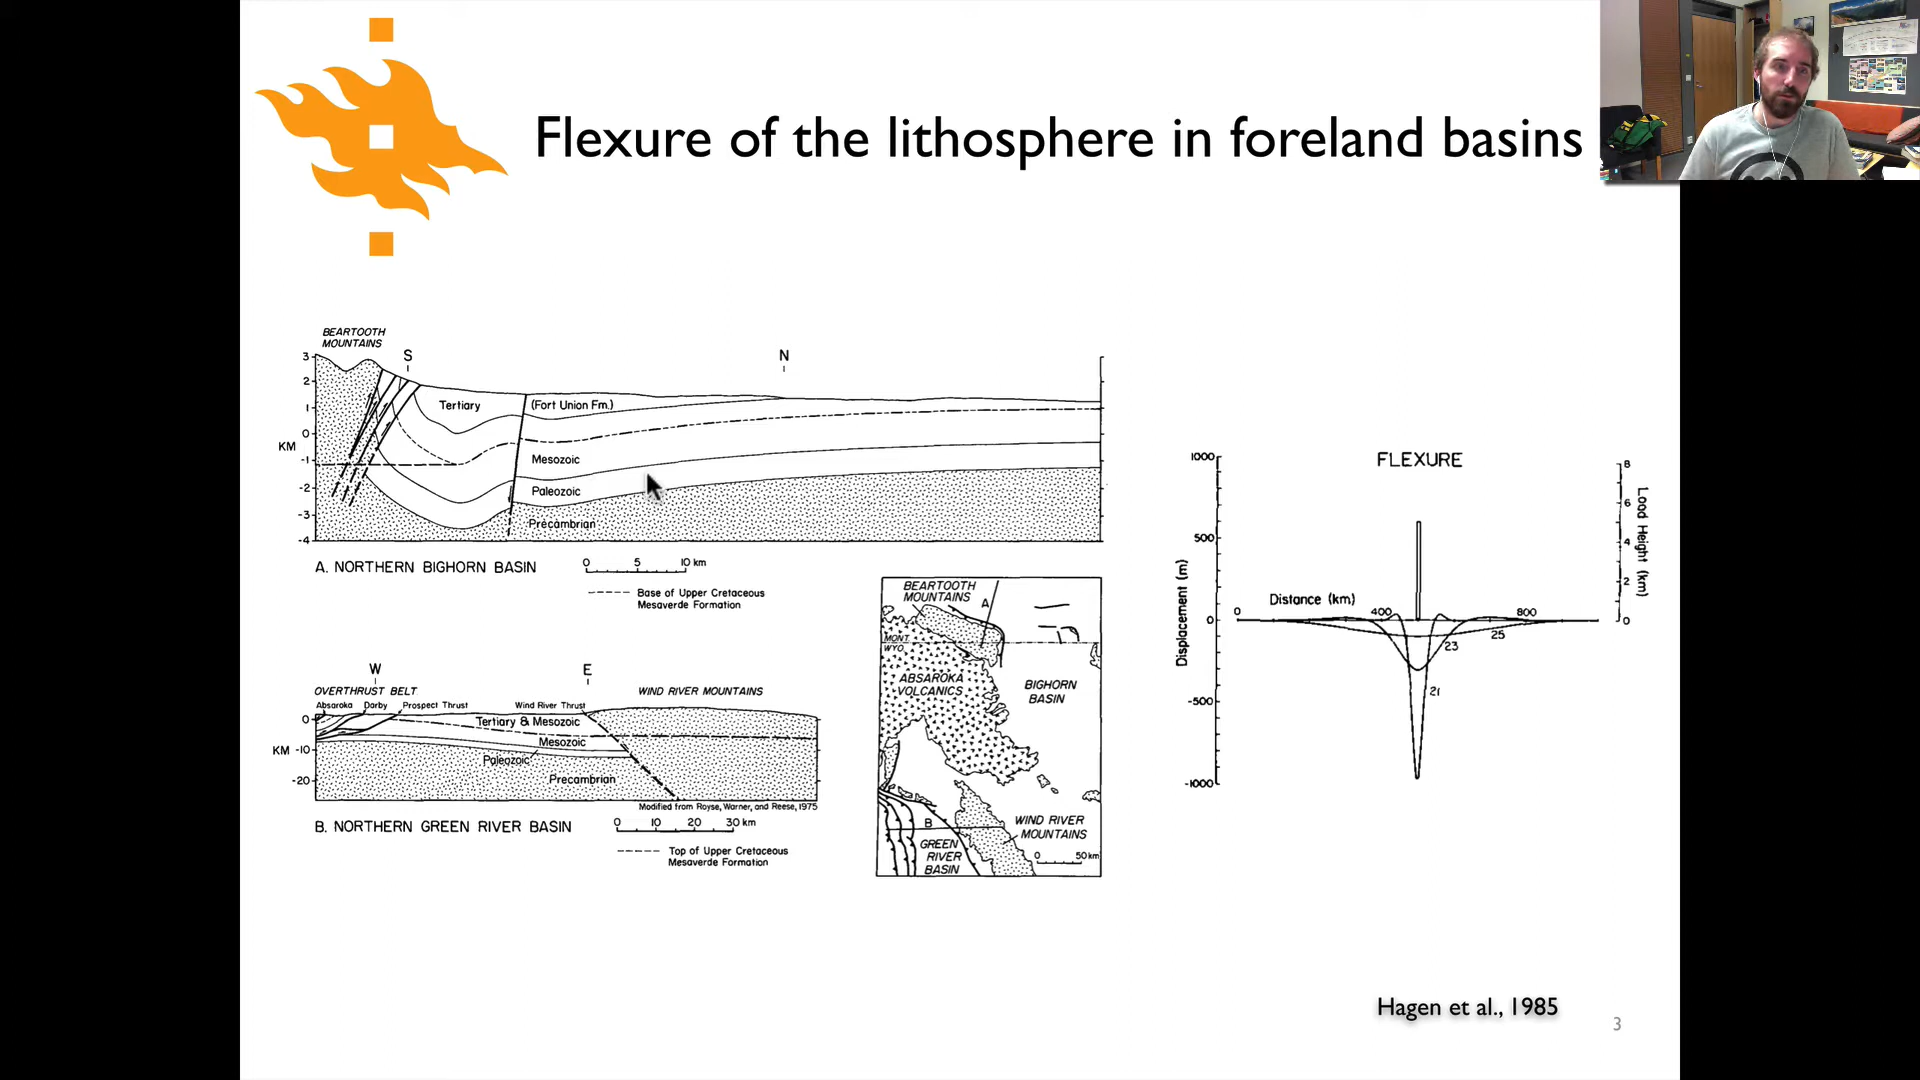 Flexure of the lithosphere in foreland basins
BEARTOOTH
MOUNTAINS
S
N
3
2
1
0
KM
-1
-2
-3
-4
Tertiary
(Fort Union Fm.)
Mesozoic
Paleozoic
Precambrian
A. NORTHERN BIGHORN BASIN
0 5 10 km
Base of Upper Cretaceous
Mesaverde Formation
W
E
OVERTHRUST BELT
WIND RIVER MOUNTAINS
Absaroka Darby Prospect Thrust Wind River Thrust
0
KM -10
-20
Tertiary & Mesozoic
Mesozoic
Paleozoic
Precambrian
Modified from Royse, Warner, and Reese, 1975
B. NORTHERN GREEN RIVER BASIN
0 10 20 30 km
Top of Upper Cretaceous
Mesaverde Formation
BEARTOOTH
MOUNTAINS
A
MONT.
WYO.
ABSAROKA
VOLCANICS
BIGHORN
BASIN
B
WIND RIVER
MOUNTAINS
GREEN
RIVER
BASIN
0 50 km
FLEXURE
1000
500
0
-500
-1000
Displacement (m)
Distance (km)
0
400
800
25
23
21
8
6
4
2
0
Load Height (km)
Hagen et al., 1985
3